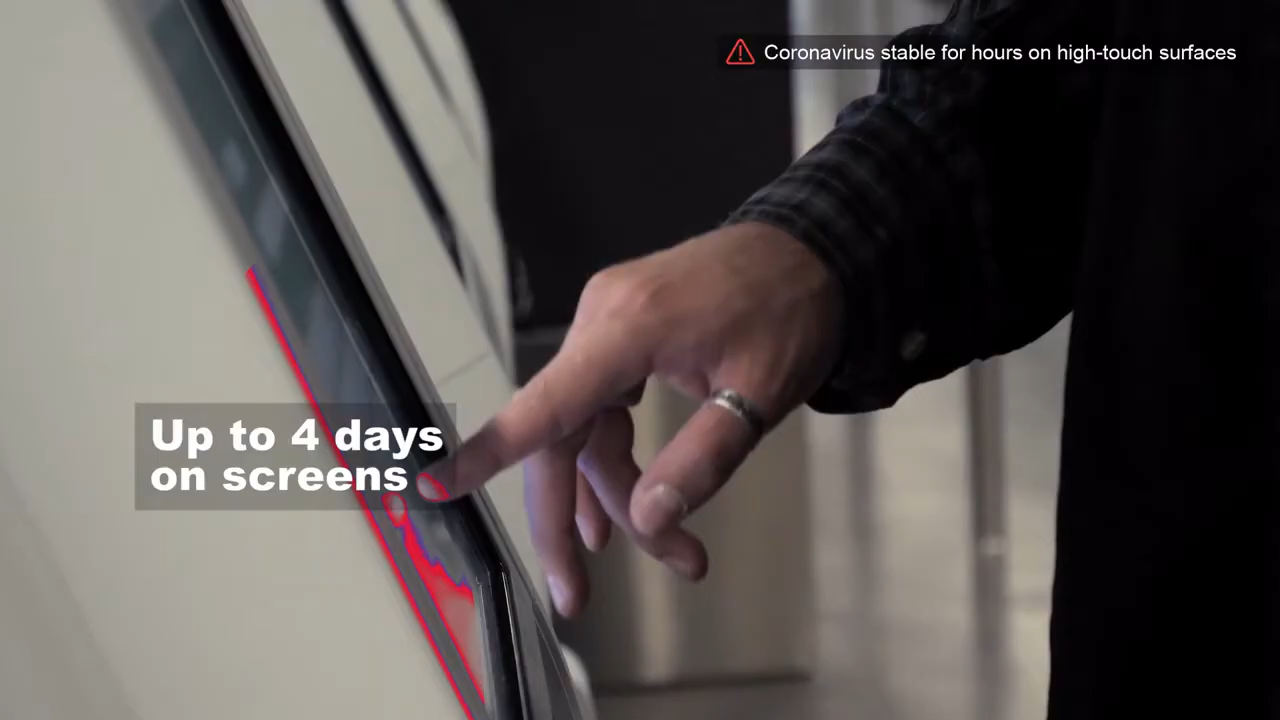 Coronavirus stable for hours on high-touch surfaces
Up to 4 days
on screens